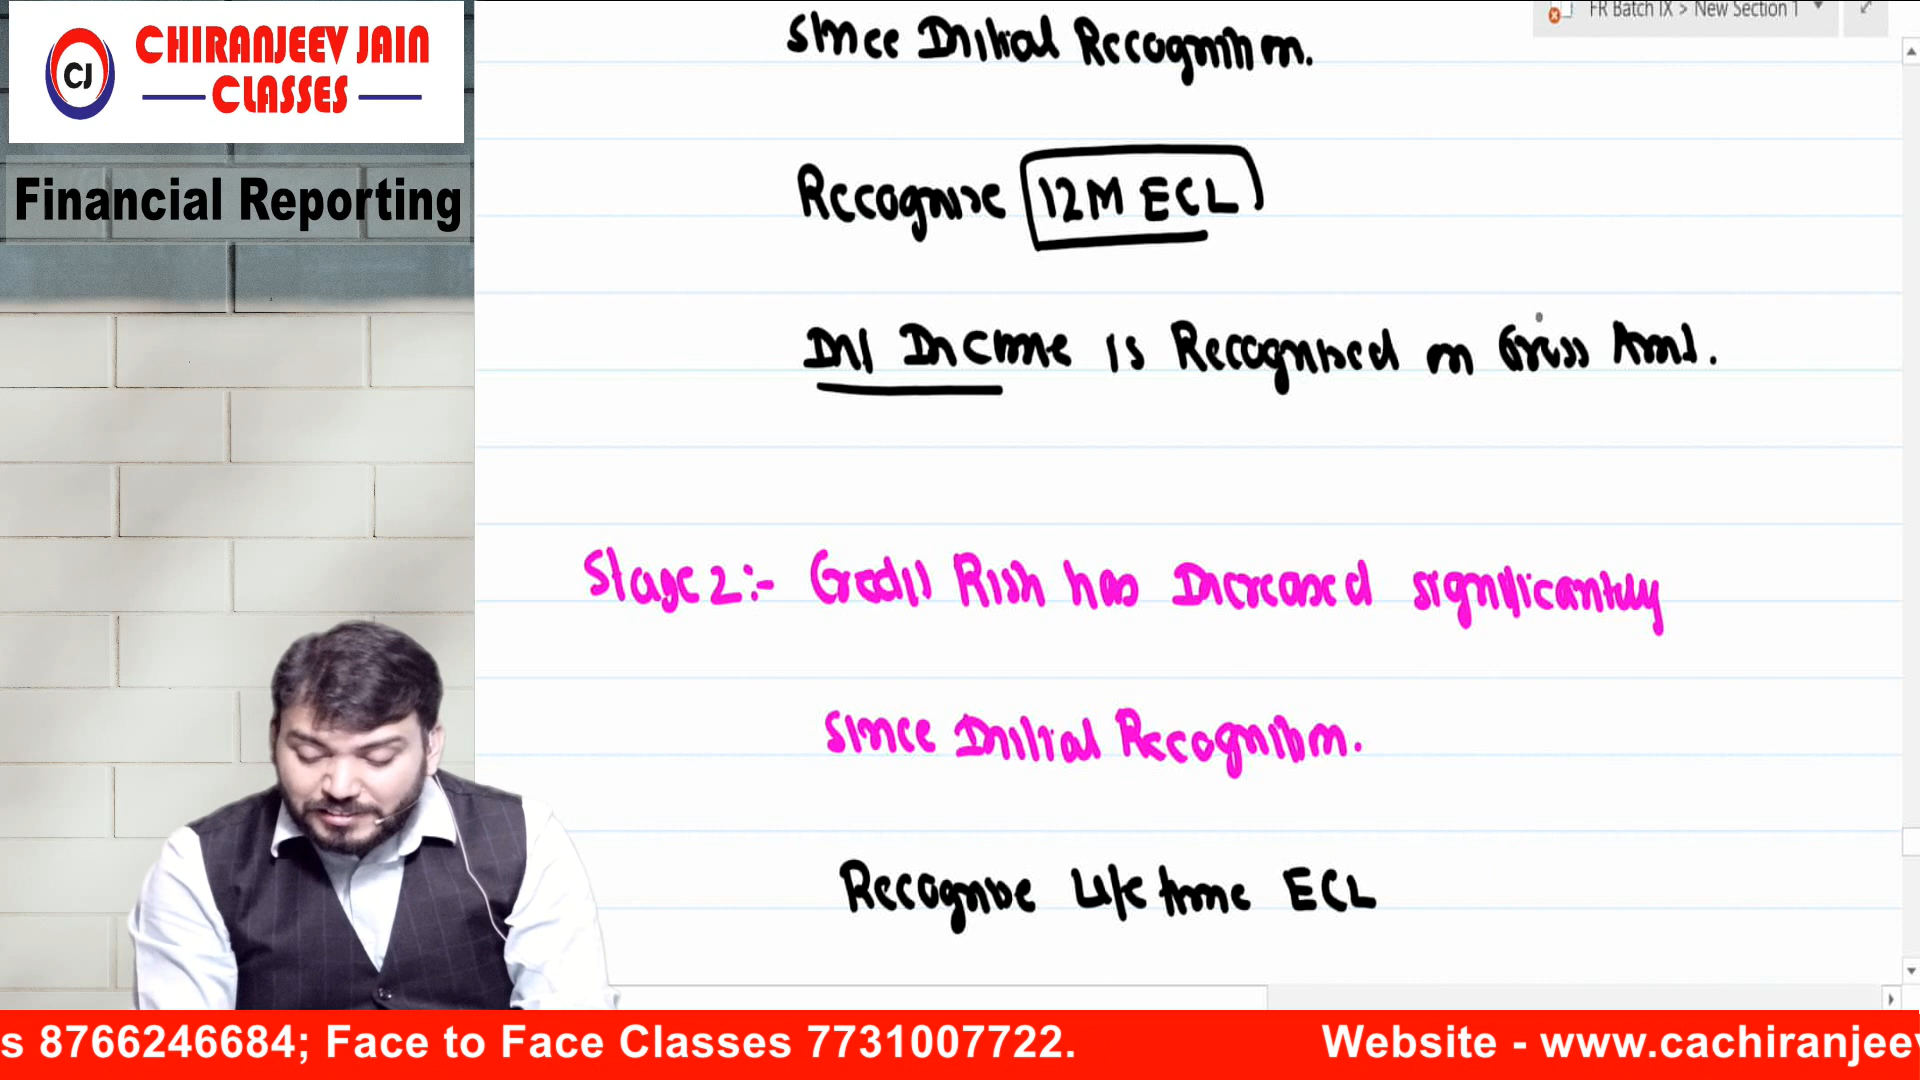 CHIRANJEEV JAIN
CLASSES
CJ
Financial Reporting
FR Batch IX > New Section 1
Since Initial Recognition.
Recognise 12M ECL
Int Income is Recognised on Gross Amt.
Stage 2:- Credit Risk has Increased significantly
since Initial Recognition.
Recognise Life time ECL
s 8766246684; Face to Face Classes 7731007722. Website - www.cachiranjeev